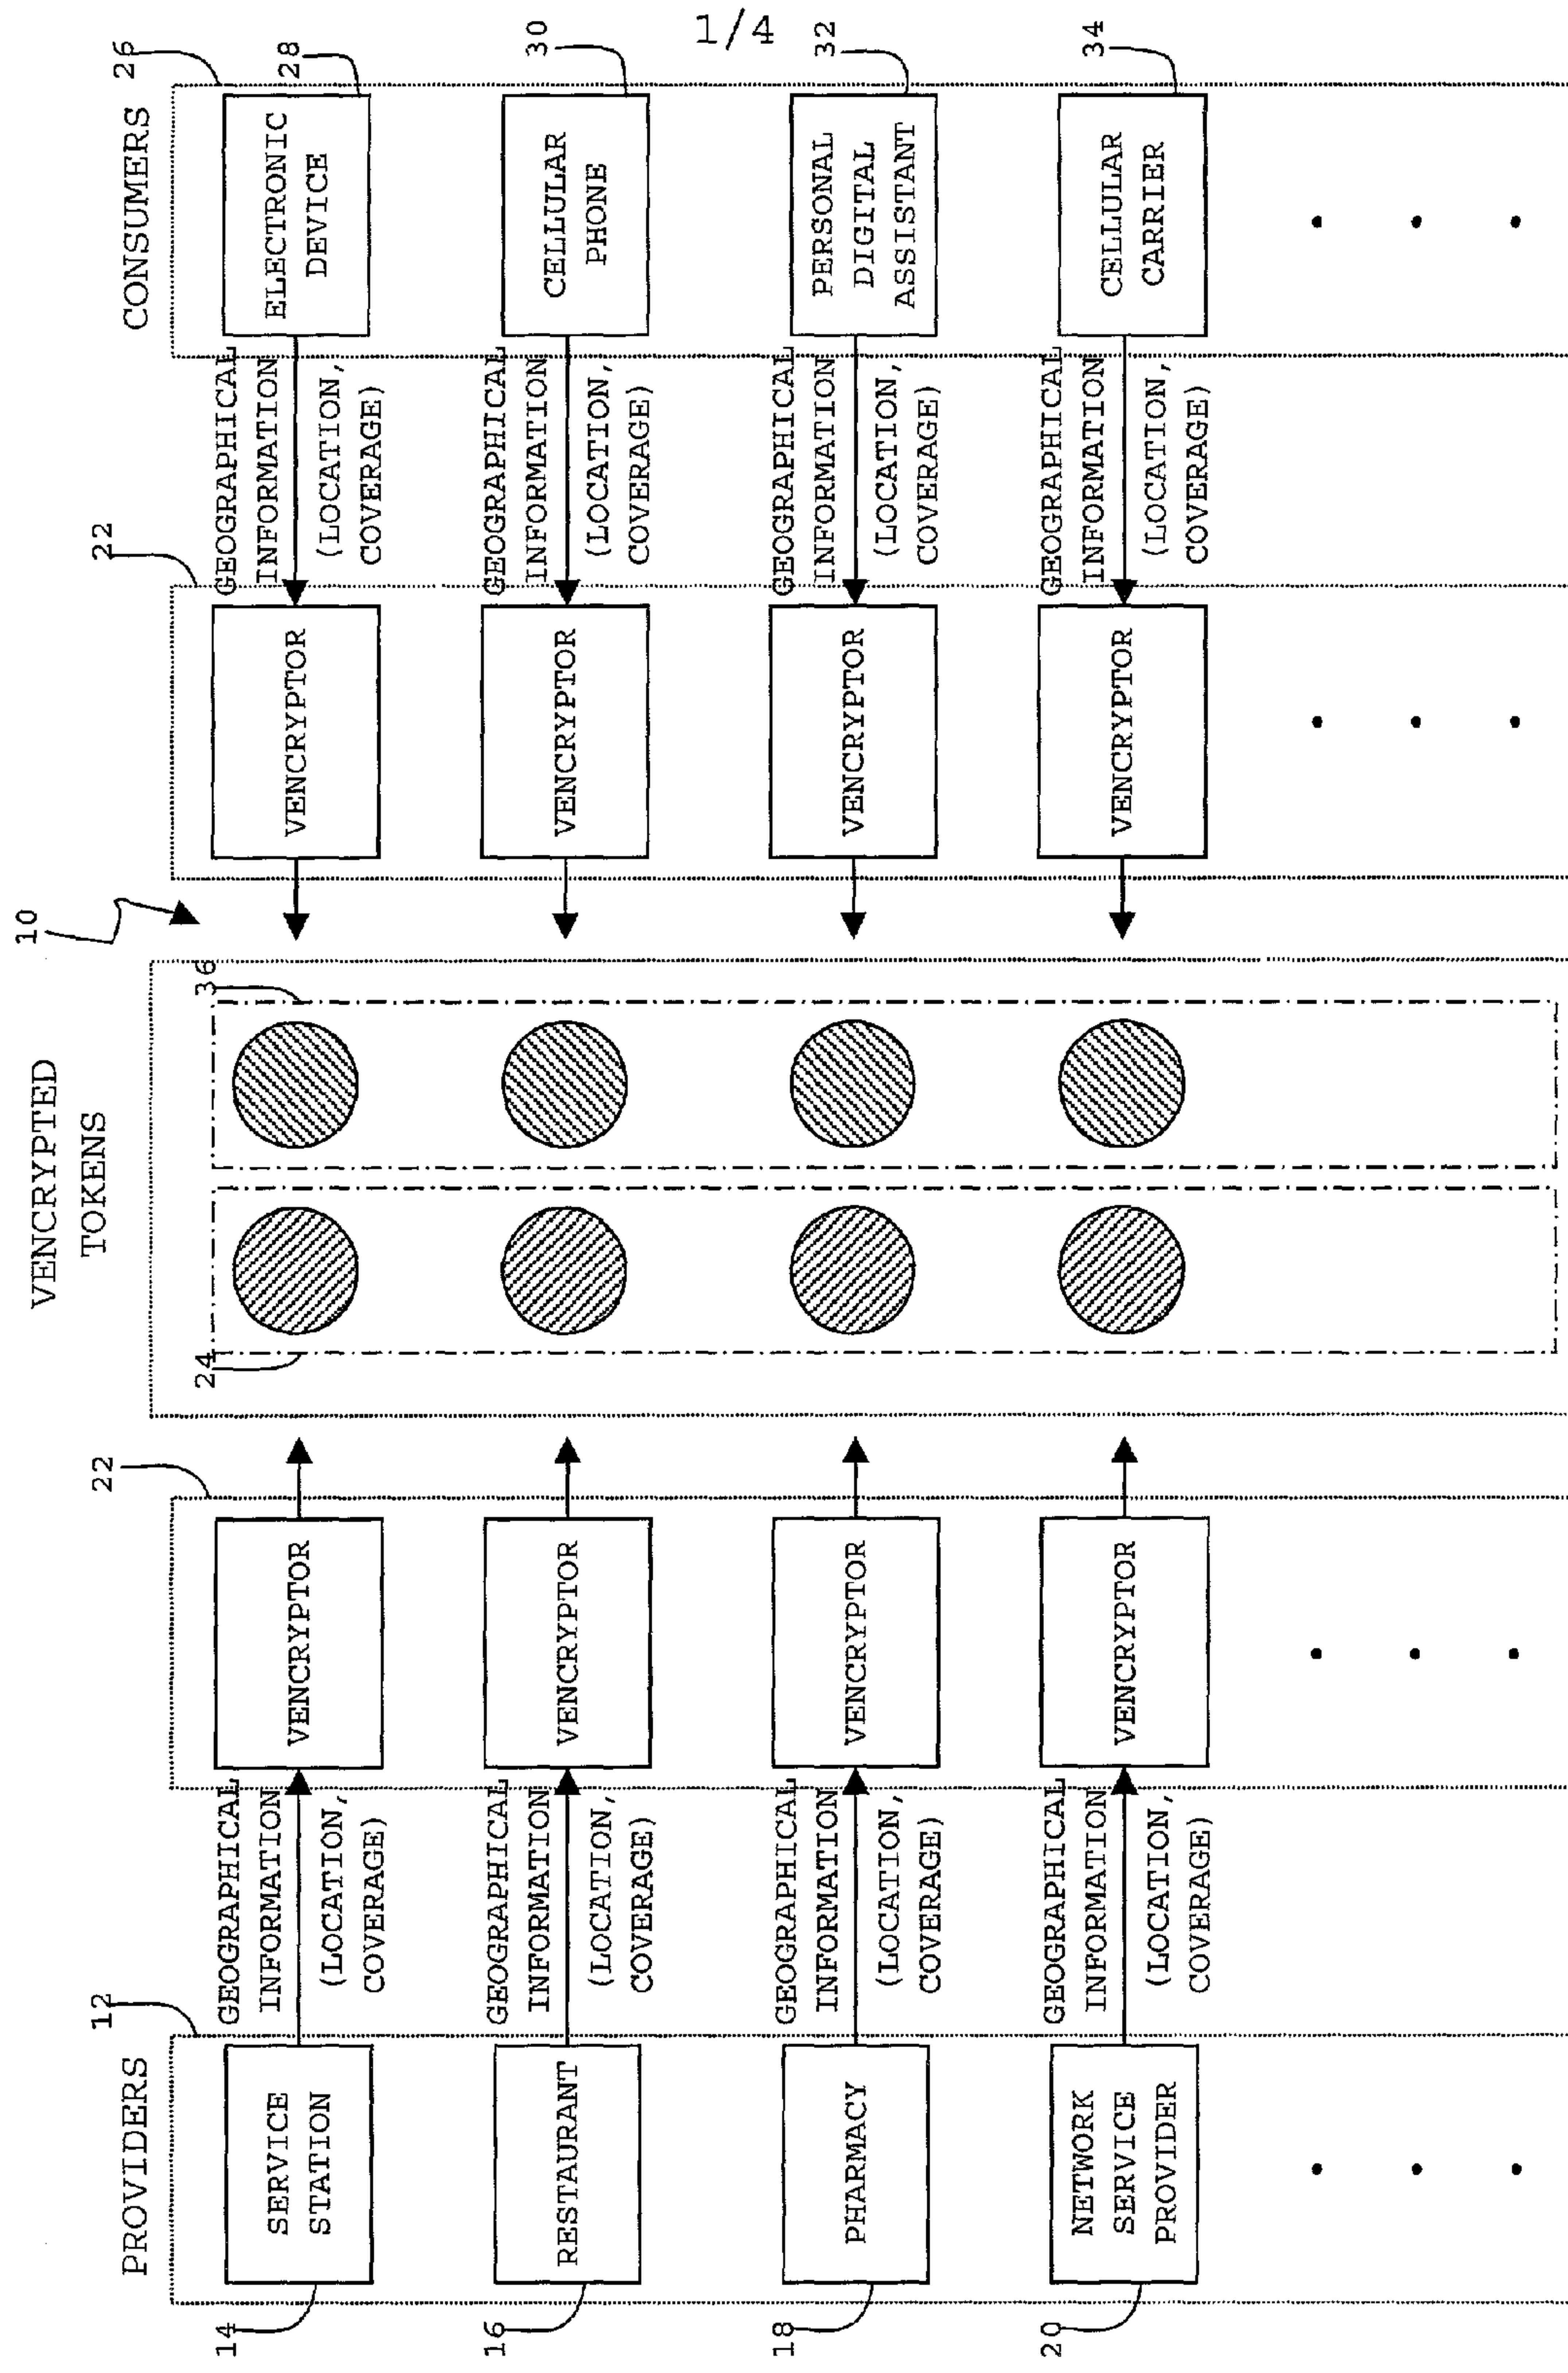 1/4
VENCRYPTED
TOKENS
10
PROVIDERS
12
22
24
36
22
CONSUMERS
26
14
SERVICE
STATION
GEOGRAPHICAL
INFORMATION
(LOCATION,
COVERAGE)
VENCRYPTOR
VENCRYPTOR
GEOGRAPHICAL
INFORMATION
(LOCATION,
COVERAGE)
ELECTRONIC
DEVICE
28
16
RESTAURANT
GEOGRAPHICAL
INFORMATION
(LOCATION,
COVERAGE)
VENCRYPTOR
VENCRYPTOR
GEOGRAPHICAL
INFORMATION
(LOCATION,
COVERAGE)
CELLULAR
PHONE
30
18
PHARMACY
GEOGRAPHICAL
INFORMATION
(LOCATION,
COVERAGE)
VENCRYPTOR
VENCRYPTOR
GEOGRAPHICAL
INFORMATION
(LOCATION,
COVERAGE)
PERSONAL
DIGITAL
ASSISTANT
32
20
NETWORK
SERVICE
PROVIDER
GEOGRAPHICAL
INFORMATION
(LOCATION,
COVERAGE)
VENCRYPTOR
VENCRYPTOR
GEOGRAPHICAL
INFORMATION
(LOCATION,
COVERAGE)
CELLULAR
CARRIER
34